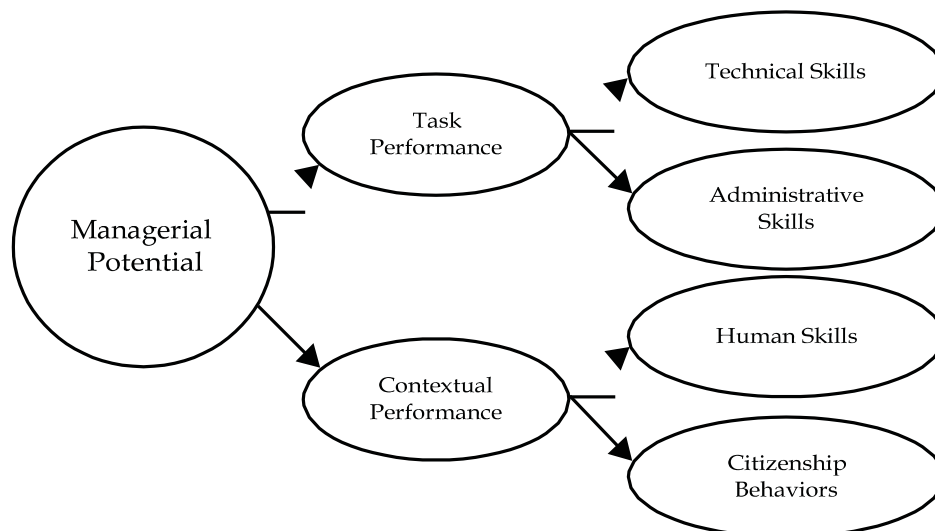 Managerial
Potential
Task
Performance
Contextual
Performance
Technical Skills
Administrative
Skills
Human Skills
Citizenship
Behaviors